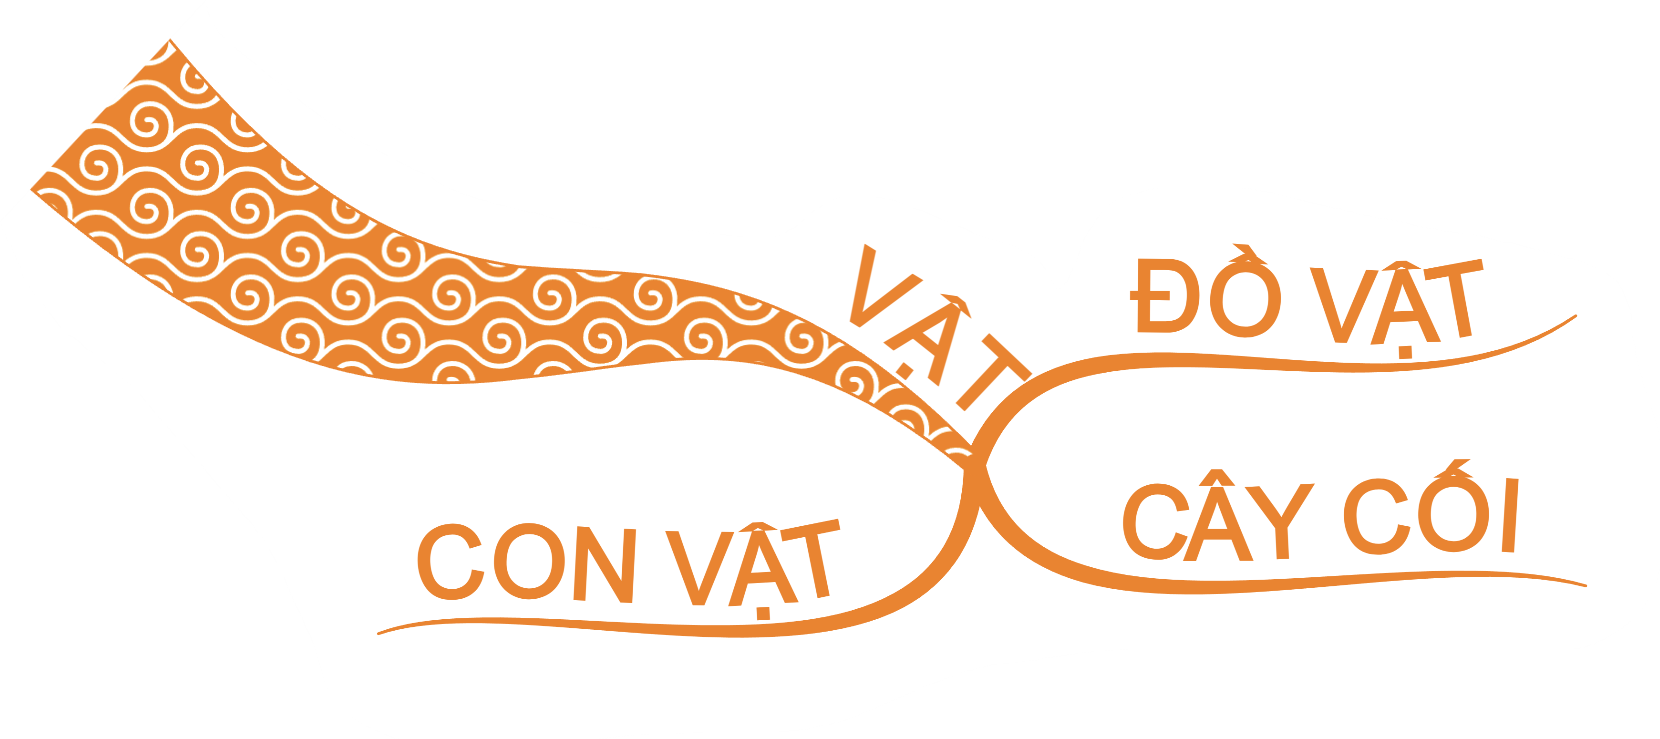 VẬT
ĐỒ VẬT
CÂY CỐI
CON VẬT